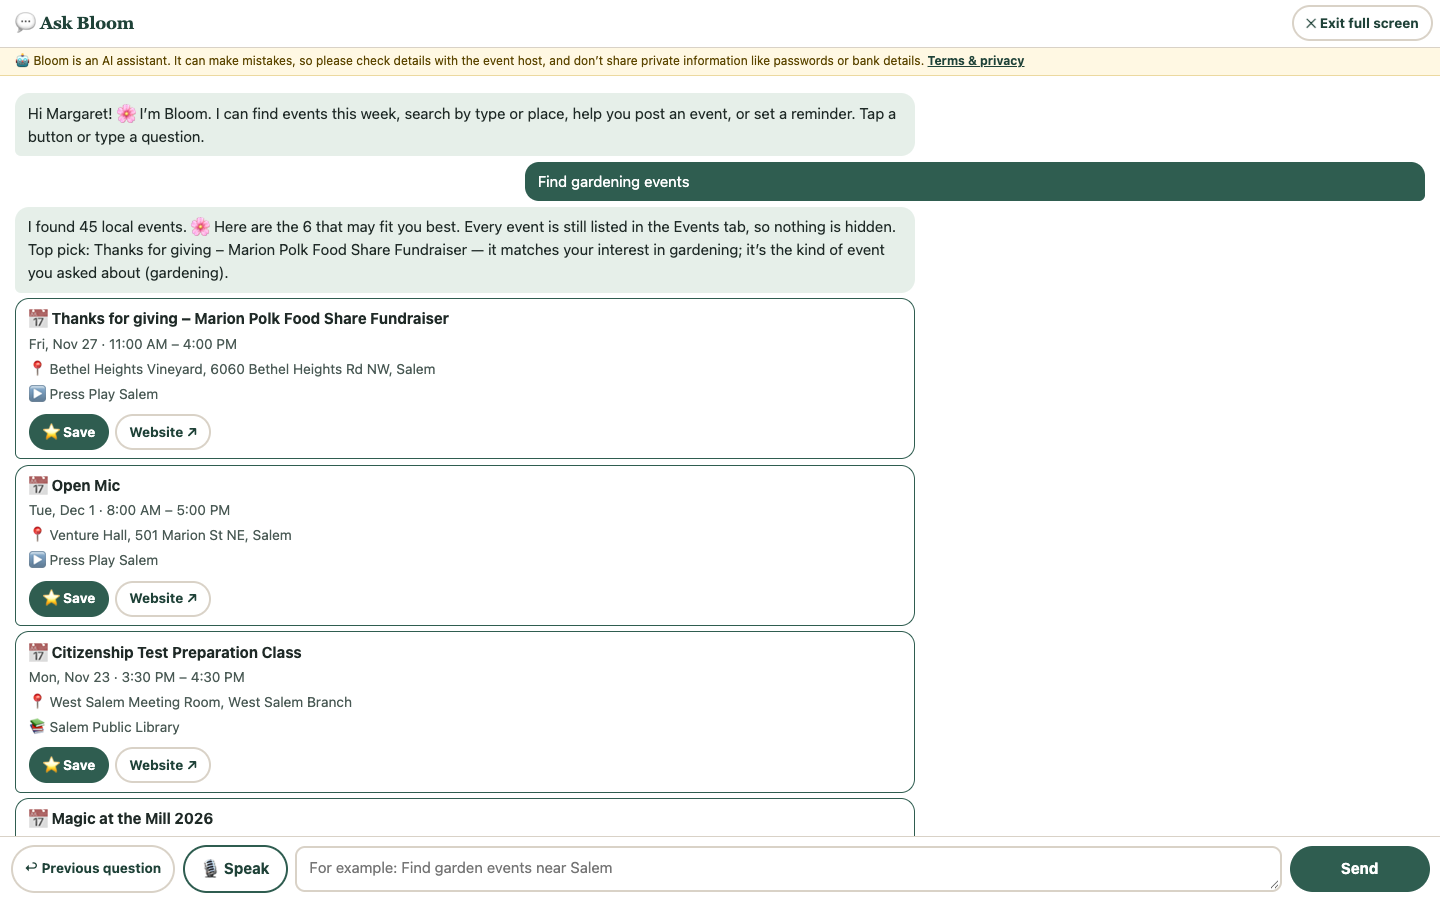 Ask Bloom
Exit full screen
Bloom is an AI assistant. It can make mistakes, so please check details with the event host, and don't share private information like passwords or bank details. Terms & privacy
Hi Margaret! 🌸 I'm Bloom. I can find events this week, search by type or place, help you post an event, or set a reminder. Tap a
button or type a question.
Find gardening events
I found 45 local events. 🌸 Here are the 6 that may fit you best. Every event is still listed in the Events tab, so nothing is hidden.
Top pick: Thanks for giving – Marion Polk Food Share Fundraiser — it matches your interest in gardening; it's the kind of event
you asked about (gardening).
Thanks for giving – Marion Polk Food Share Fundraiser
Fri, Nov 27 · 11:00 AM – 4:00 PM
Bethel Heights Vineyard, 6060 Bethel Heights Rd NW, Salem
Press Play Salem
Save
Website ↗
Open Mic
Tue, Dec 1 · 8:00 AM – 5:00 PM
Venture Hall, 501 Marion St NE, Salem
Press Play Salem
Save
Website ↗
Citizenship Test Preparation Class
Mon, Nov 23 · 3:30 PM – 4:30 PM
West Salem Meeting Room, West Salem Branch
Salem Public Library
Save
Website ↗
Magic at the Mill 2026
Previous question
Speak
For example: Find garden events near Salem
Send